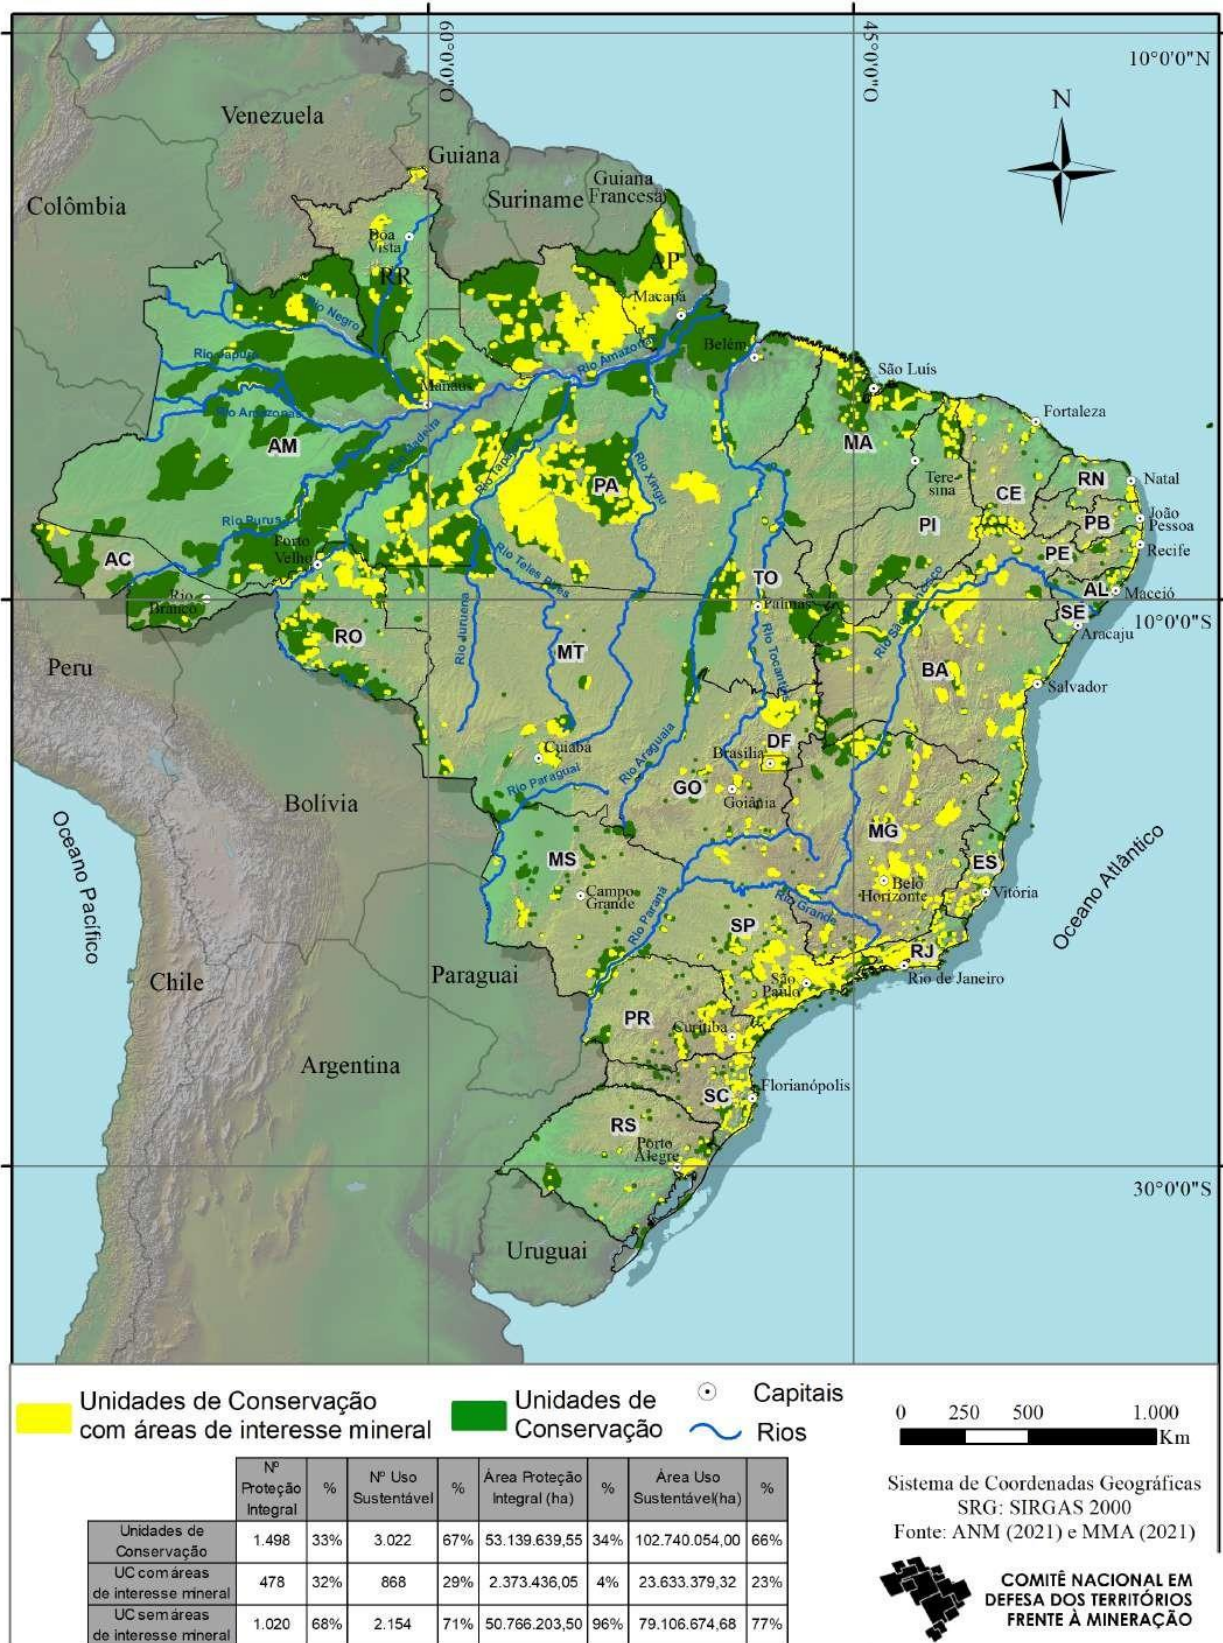 60°0'0"O
45°0'0"O
10°0'0"N
N
Venezuela
Guiana
Guiana
Francesa
Suriname
Colômbia
Boa
Vista
RR
AP
Macapá
Rio Negro
Belém
Rio Amazonas
Rio Japurá
Manaus
São Luís
Rio Amazonas
Fortaleza
Rio Madeira
AM
MA
Rio Tapajós
Rio Xingu
PA
Tere-
sina
CE
RN
Natal
PI
PB
João
Pessoa
Rio Purus
Porto
Velho
Recife
PE
AC
Rio Teles Pires
TO
Rio
Branco
Palmas
AL
Maceió
10°0'0"S
SE
Aracaju
Rio São Francisco
RO
Rio Juruena
MT
Rio Tocantins
Peru
BA
Salvador
Cuiabá
DF
Brasília
Rio Araguaia
Rio Paraguai
GO
Goiânia
Bolívia
MG
Oceano Pacífico
MS
ES
Oceano Atlântico
Belo
Horizonte
Campo
Grande
Vitória
Rio Grande
Rio Paraná
SP
RJ
Rio de Janeiro
Paraguai
Chile
São
Paulo
PR
Curitiba
Argentina
Florianópolis
SC
RS
Porto
Alegre
30°0'0"S
Uruguai
Unidades de Conservação
com áreas de interesse mineral
Unidades de
Conservação
Capitais
Rios
0 250 500 1.000
Km
Nº Proteção Integral % Nº Uso Sustentável % Área Proteção Integral (ha) % Área Uso Sustentável(ha) %
Unidades de Conservação 1.498 33% 3.022 67% 53.139.639,55 34% 102.740.054,00 66%
UC com áreas de interesse mineral 478 32% 868 29% 2.373.436,05 4% 23.633.379,32 23%
UC sem áreas de interesse mineral 1.020 68% 2.154 71% 50.766.203,50 96% 79.106.674,68 77%
Sistema de Coordenadas Geográficas
SRG: SIRGAS 2000
Fonte: ANM (2021) e MMA (2021)
COMITÊ NACIONAL EM
DEFESA DOS TERRITÓRIOS
FRENTE À MINERAÇÃO